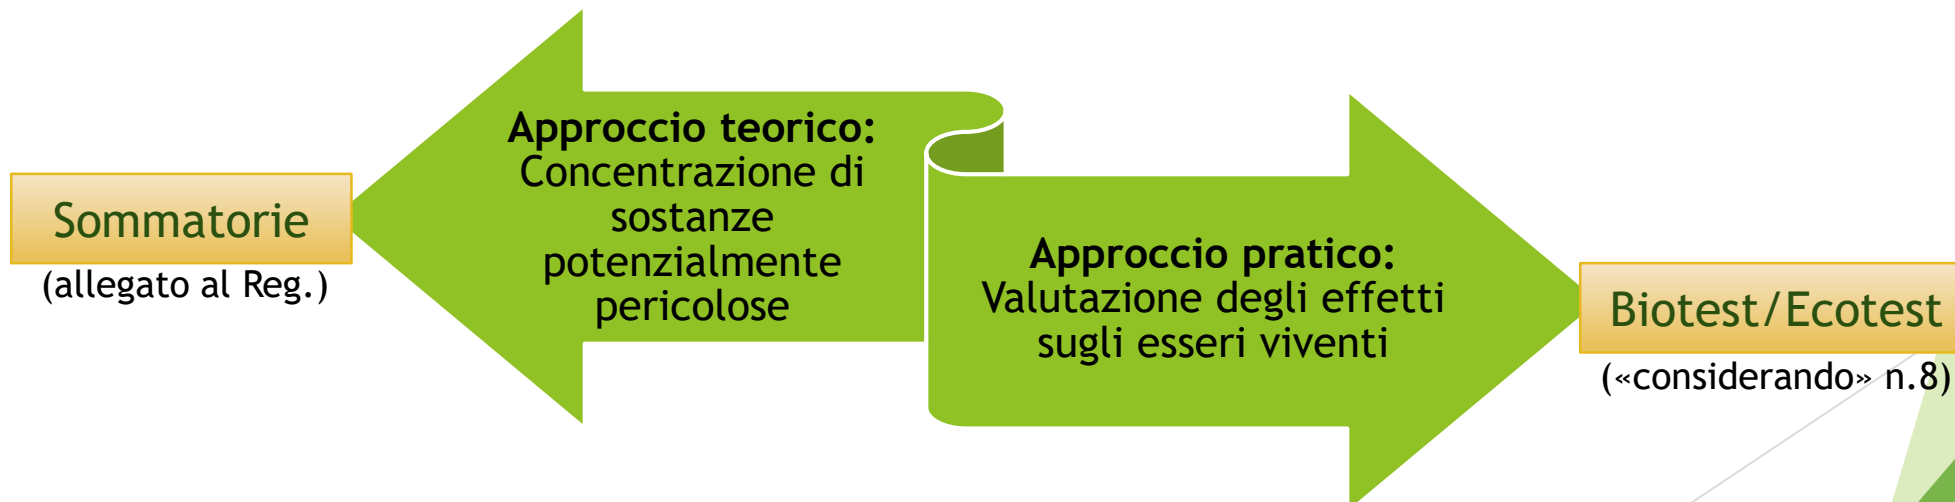 Sommatorie
(allegato al Reg.)
Approccio teorico:
Concentrazione di
sostanze
potenzialmente
pericolose
Approccio pratico:
Valutazione degli effetti
sugli esseri viventi
Biotest/Ecotest
(«considerando» n.8)